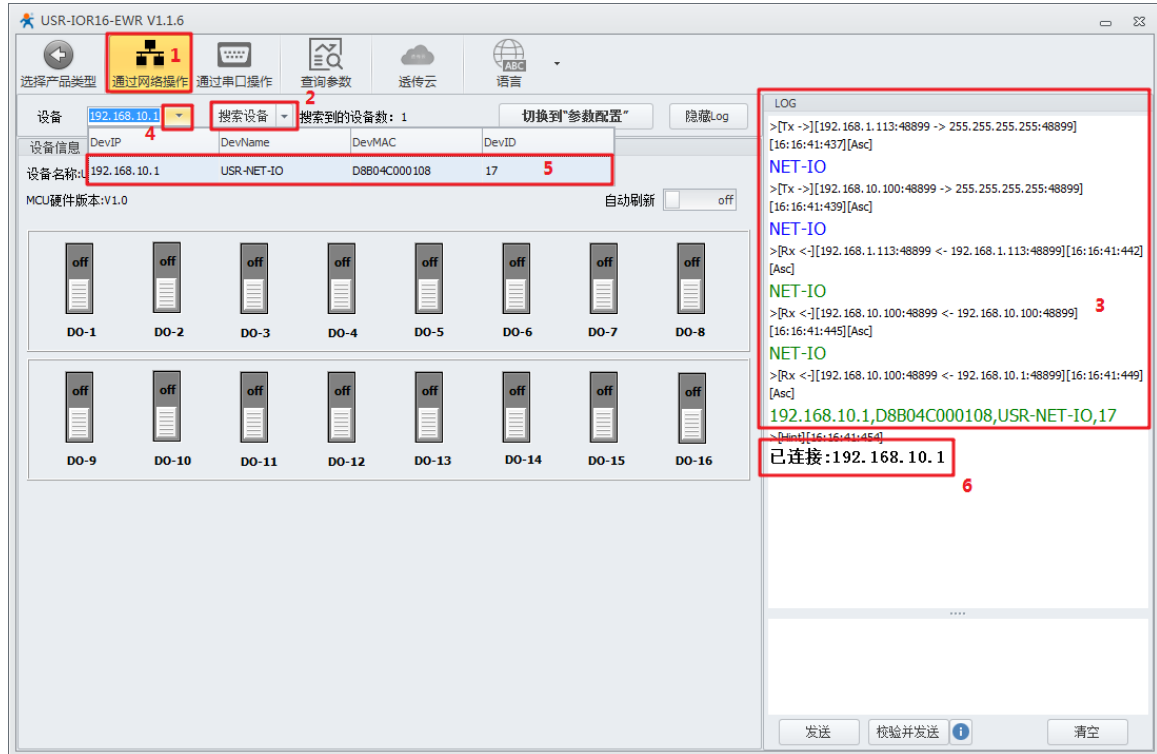 USR-IOR16-EWR V1.1.6
1
选择产品类型 通过网络操作 通过串口操作 查询参数 透传云 ABC 语言
2
设备 192.168.10.1 搜索设备 搜索到的设备数: 1 切换到"参数配置" 隐藏Log
4
设备信息 DevIP DevName DevMAC DevID
设备名称:U 192.168.10.1 USR-NET-IO D8B04C000108 17 5
MCU硬件版本:V1.0 自动刷新 off
off off off off off off off off
DO-1 DO-2 DO-3 DO-4 DO-5 DO-6 DO-7 DO-8
off off off off off off off off
DO-9 DO-10 DO-11 DO-12 DO-13 DO-14 DO-15 DO-16
LOG
>[Tx ->][192.168.1.113:48899 -> 255.255.255.255:48899]
[16:16:41:437][Asc]
NET-IO
>[Tx ->][192.168.10.100:48899 -> 255.255.255.255:48899]
[16:16:41:439][Asc]
NET-IO
>[Rx <-][192.168.1.113:48899 <- 192.168.1.113:48899][16:16:41:442]
[Asc]
NET-IO
>[Rx <-][192.168.10.100:48899 <- 192.168.10.100:48899]
3
[16:16:41:445][Asc]
NET-IO
>[Rx <-][192.168.10.100:48899 <- 192.168.10.1:48899][16:16:41:449]
[Asc]
192.168.10.1,D8B04C000108,USR-NET-IO,17
>[Hint][16:16:41:454]
已连接:192.168.10.1
6
发送 校验并发送 i 清空